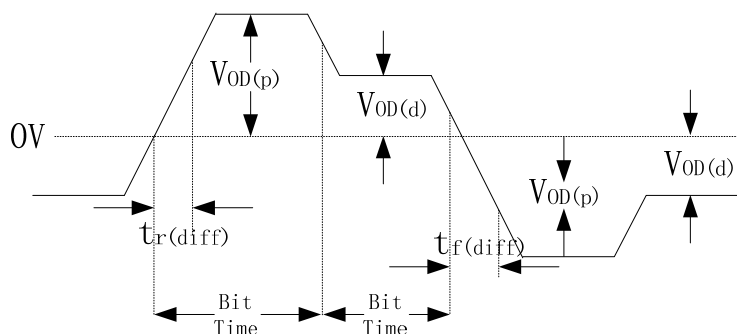 VOD(p)
VOD(d)
0V
VOD(d)
VOD(p)
tr(diff)
tf(diff)
Bit
Time
Bit
Time